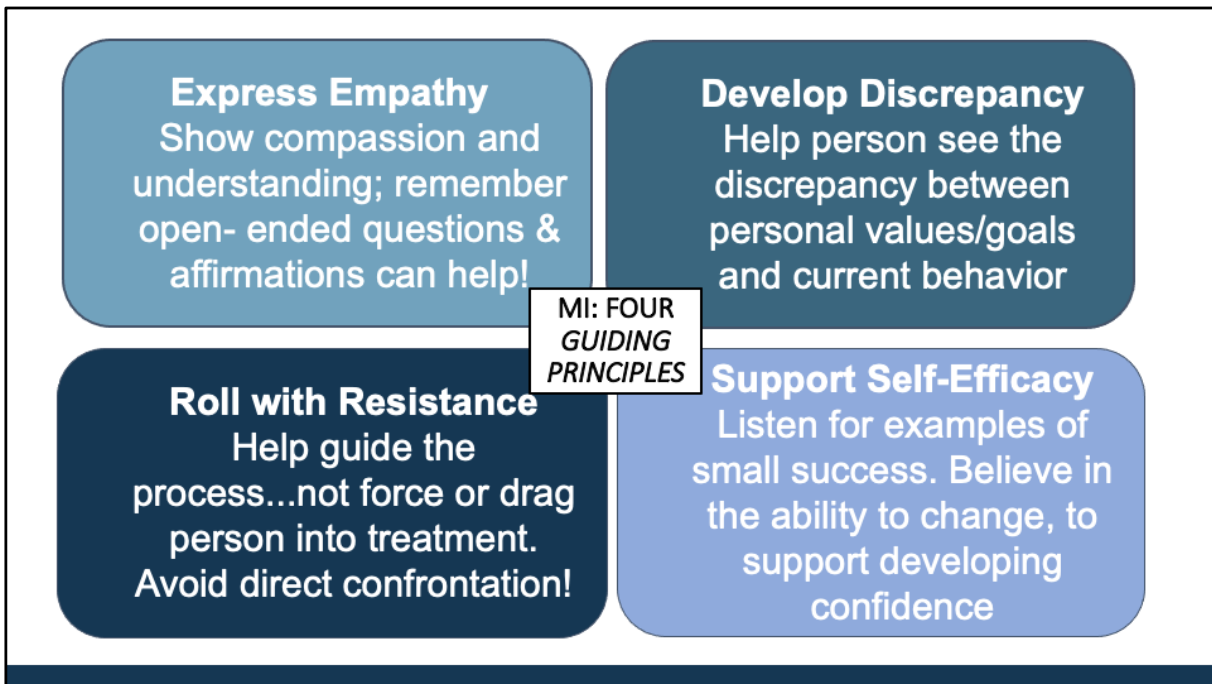 Express Empathy
Show compassion and
understanding; remember
open- ended questions &
affirmations can help!
Develop Discrepancy
Help person see the
discrepancy between
personal values/goals
and current behavior
MI: FOUR
GUIDING
PRINCIPLES
Roll with Resistance
Help guide the
process...not force or drag
person into treatment.
Avoid direct confrontation!
Support Self-Efficacy
Listen for examples of
small success. Believe in
the ability to change, to
support developing
confidence